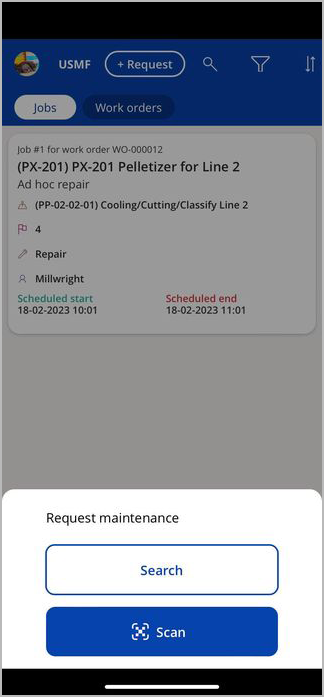 USMF
+ Request
Jobs
Work orders
Job #1 for work order WO-000012
(PX-201) PX-201 Pelletizer for Line 2
Ad hoc repair
(PP-02-02-01) Cooling/Cutting/Classify Line 2
4
Repair
Millwright
Scheduled start Scheduled end
18-02-2023 10:01 18-02-2023 11:01
Request maintenance
Search
Scan